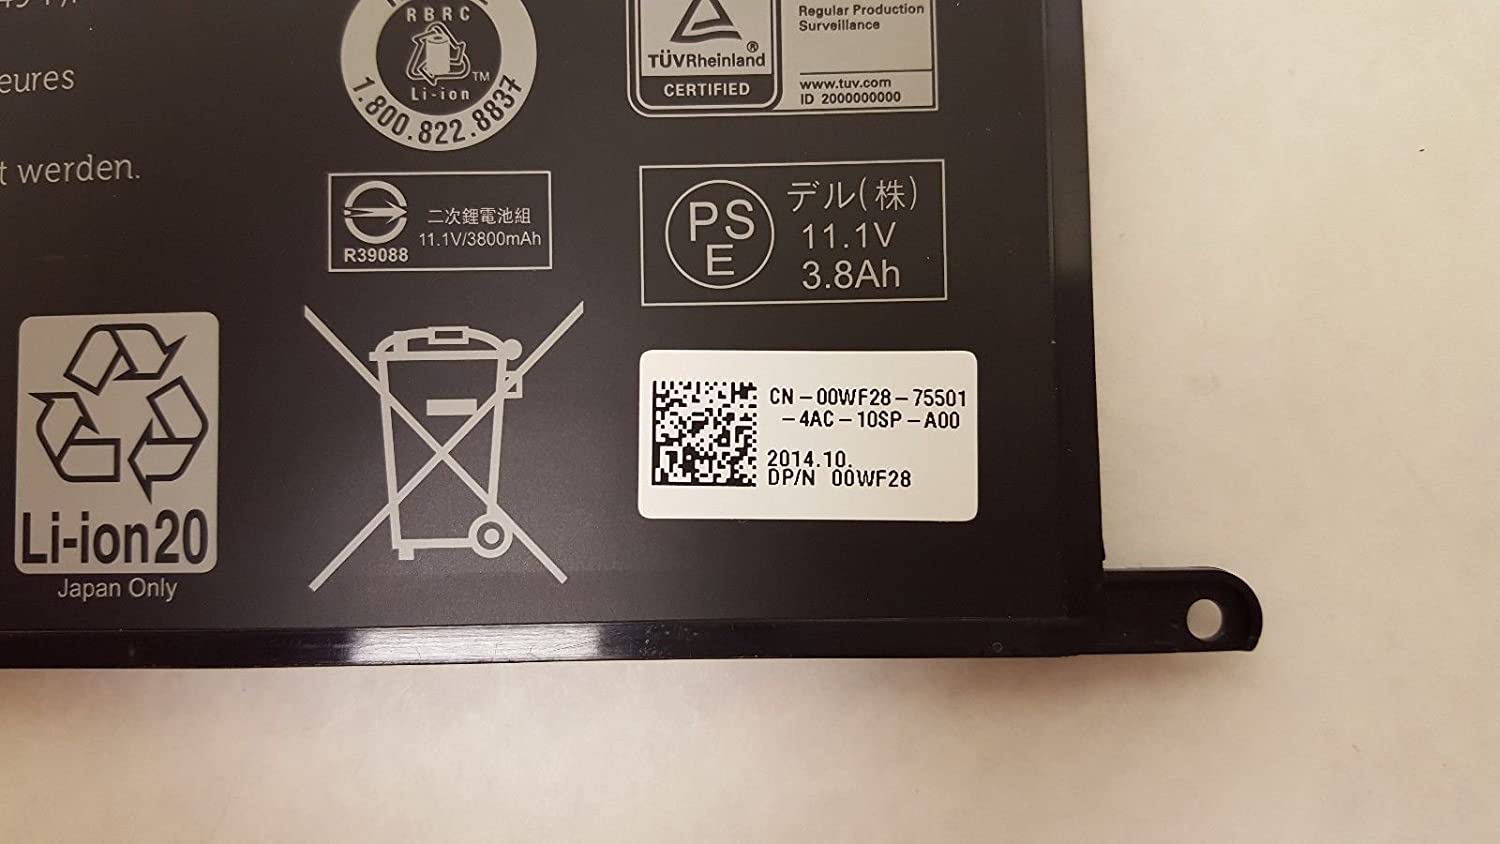 eures
t werden.
RBRC
TM
Li-ion
1.800.822.8837
®
TÜVRheinland
CERTIFIED
Regular Production
Surveillance
www.tuv.com
ID 2000000000
R39088
二次鋰電池組
11.1V/3800mAh
PS
E
デル(株)
11.1V
3.8Ah
Li-ion20
Japan Only
CN-00WF28-75501
-4AC-10SP-A00
2014.10.
DP/N 00WF28